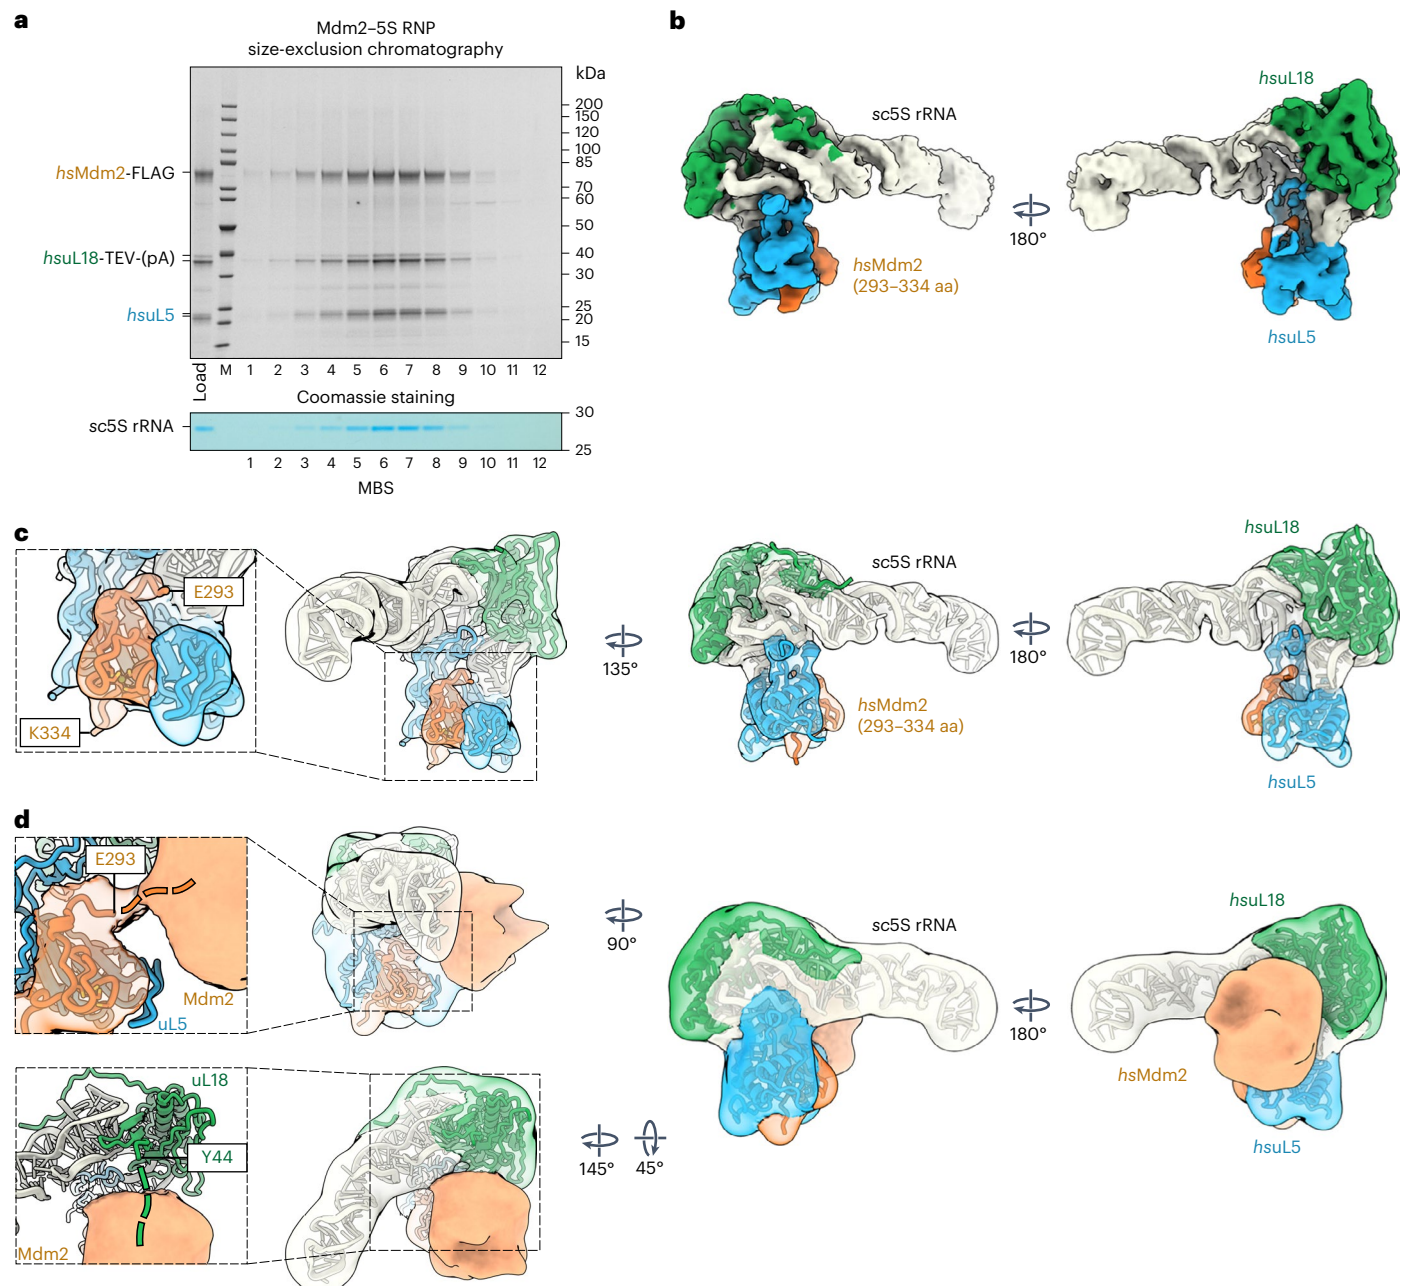 a
Mdm2–5S RNP
size-exclusion chromatography
kDa
200
150
120
100
85
70
60
50
40
30
25
20
15
hsMdm2-FLAG
hsuL18-TEV-(pA)
hsuL5
Load M 1 2 3 4 5 6 7 8 9 10 11 12
Coomassie staining
sc5S rRNA
30
25
1 2 3 4 5 6 7 8 9 10 11 12
MBS
b
hsuL18
sc5S rRNA
180°
hsMdm2
(293–334 aa)
hsuL5
c
E293
K334
135°
hsuL18
sc5S rRNA
180°
hsMdm2
(293–334 aa)
hsuL5
d
E293
Mdm2
uL5
90°
hsuL18
sc5S rRNA
180°
hsMdm2
hsuL5
uL18
Y44
Mdm2
145° 45°